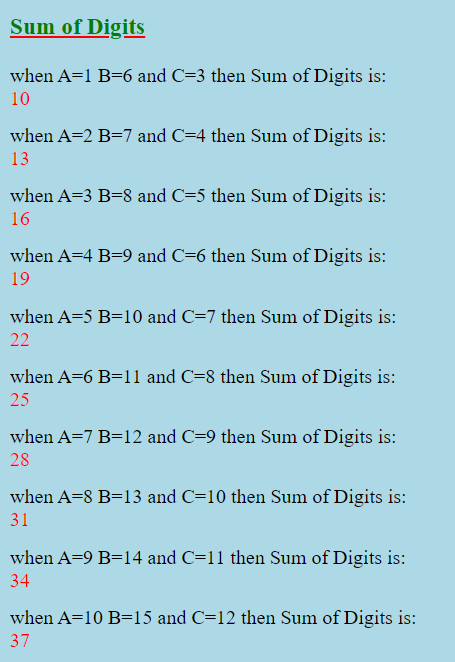 Sum of Digits
when A=1 B=6 and C=3 then Sum of Digits is:
10
when A=2 B=7 and C=4 then Sum of Digits is:
13
when A=3 B=8 and C=5 then Sum of Digits is:
16
when A=4 B=9 and C=6 then Sum of Digits is:
19
when A=5 B=10 and C=7 then Sum of Digits is:
22
when A=6 B=11 and C=8 then Sum of Digits is:
25
when A=7 B=12 and C=9 then Sum of Digits is:
28
when A=8 B=13 and C=10 then Sum of Digits is:
31
when A=9 B=14 and C=11 then Sum of Digits is:
34
when A=10 B=15 and C=12 then Sum of Digits is:
37